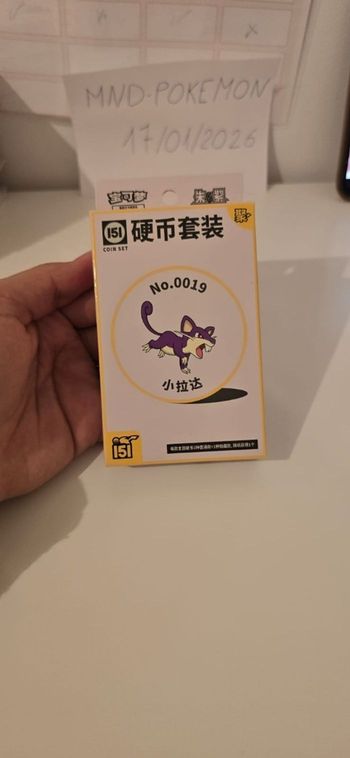 MND-POKEMON
17/01/2026
宝可梦
朱 紫
151 硬币套装
COIN SET
聚
No.0019
小拉达
151